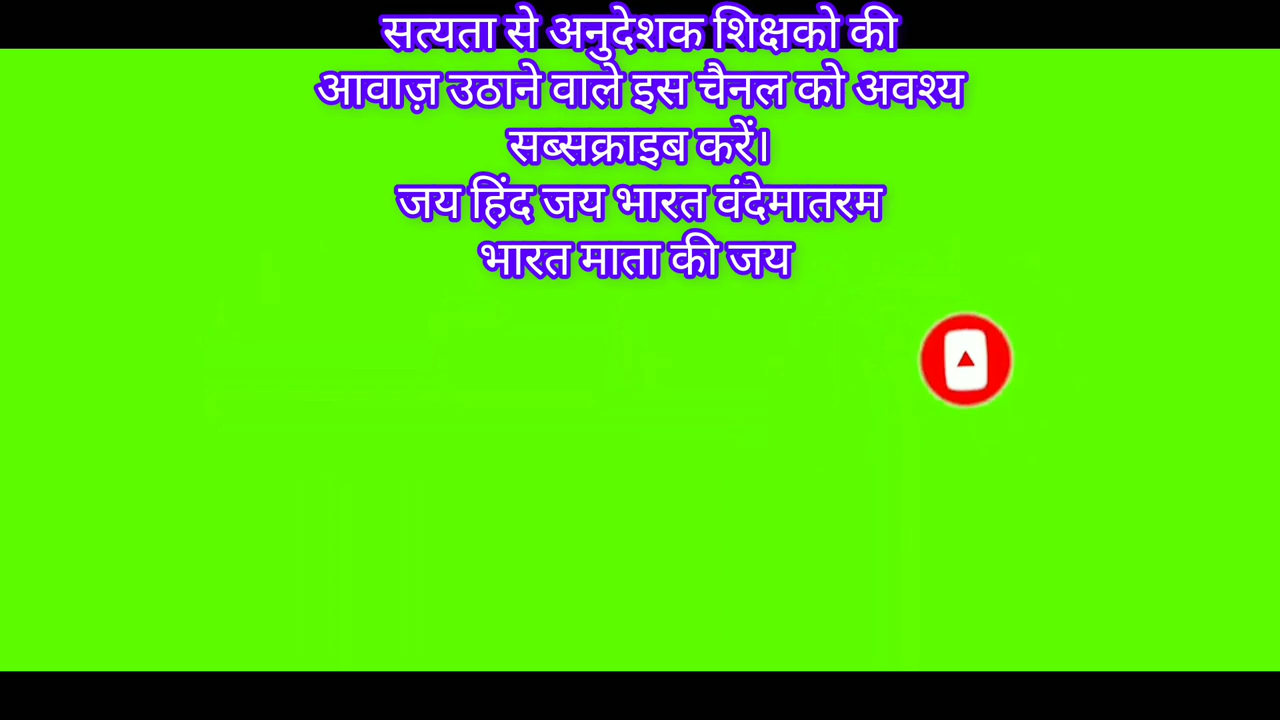 सत्यता से अनुदेशक शिक्षको की
आवाज़ उठाने वाले इस चैनल को अवश्य
सब्सक्राइब करें।
जय हिंद जय भारत वंदेमातरम
भारत माता की जय